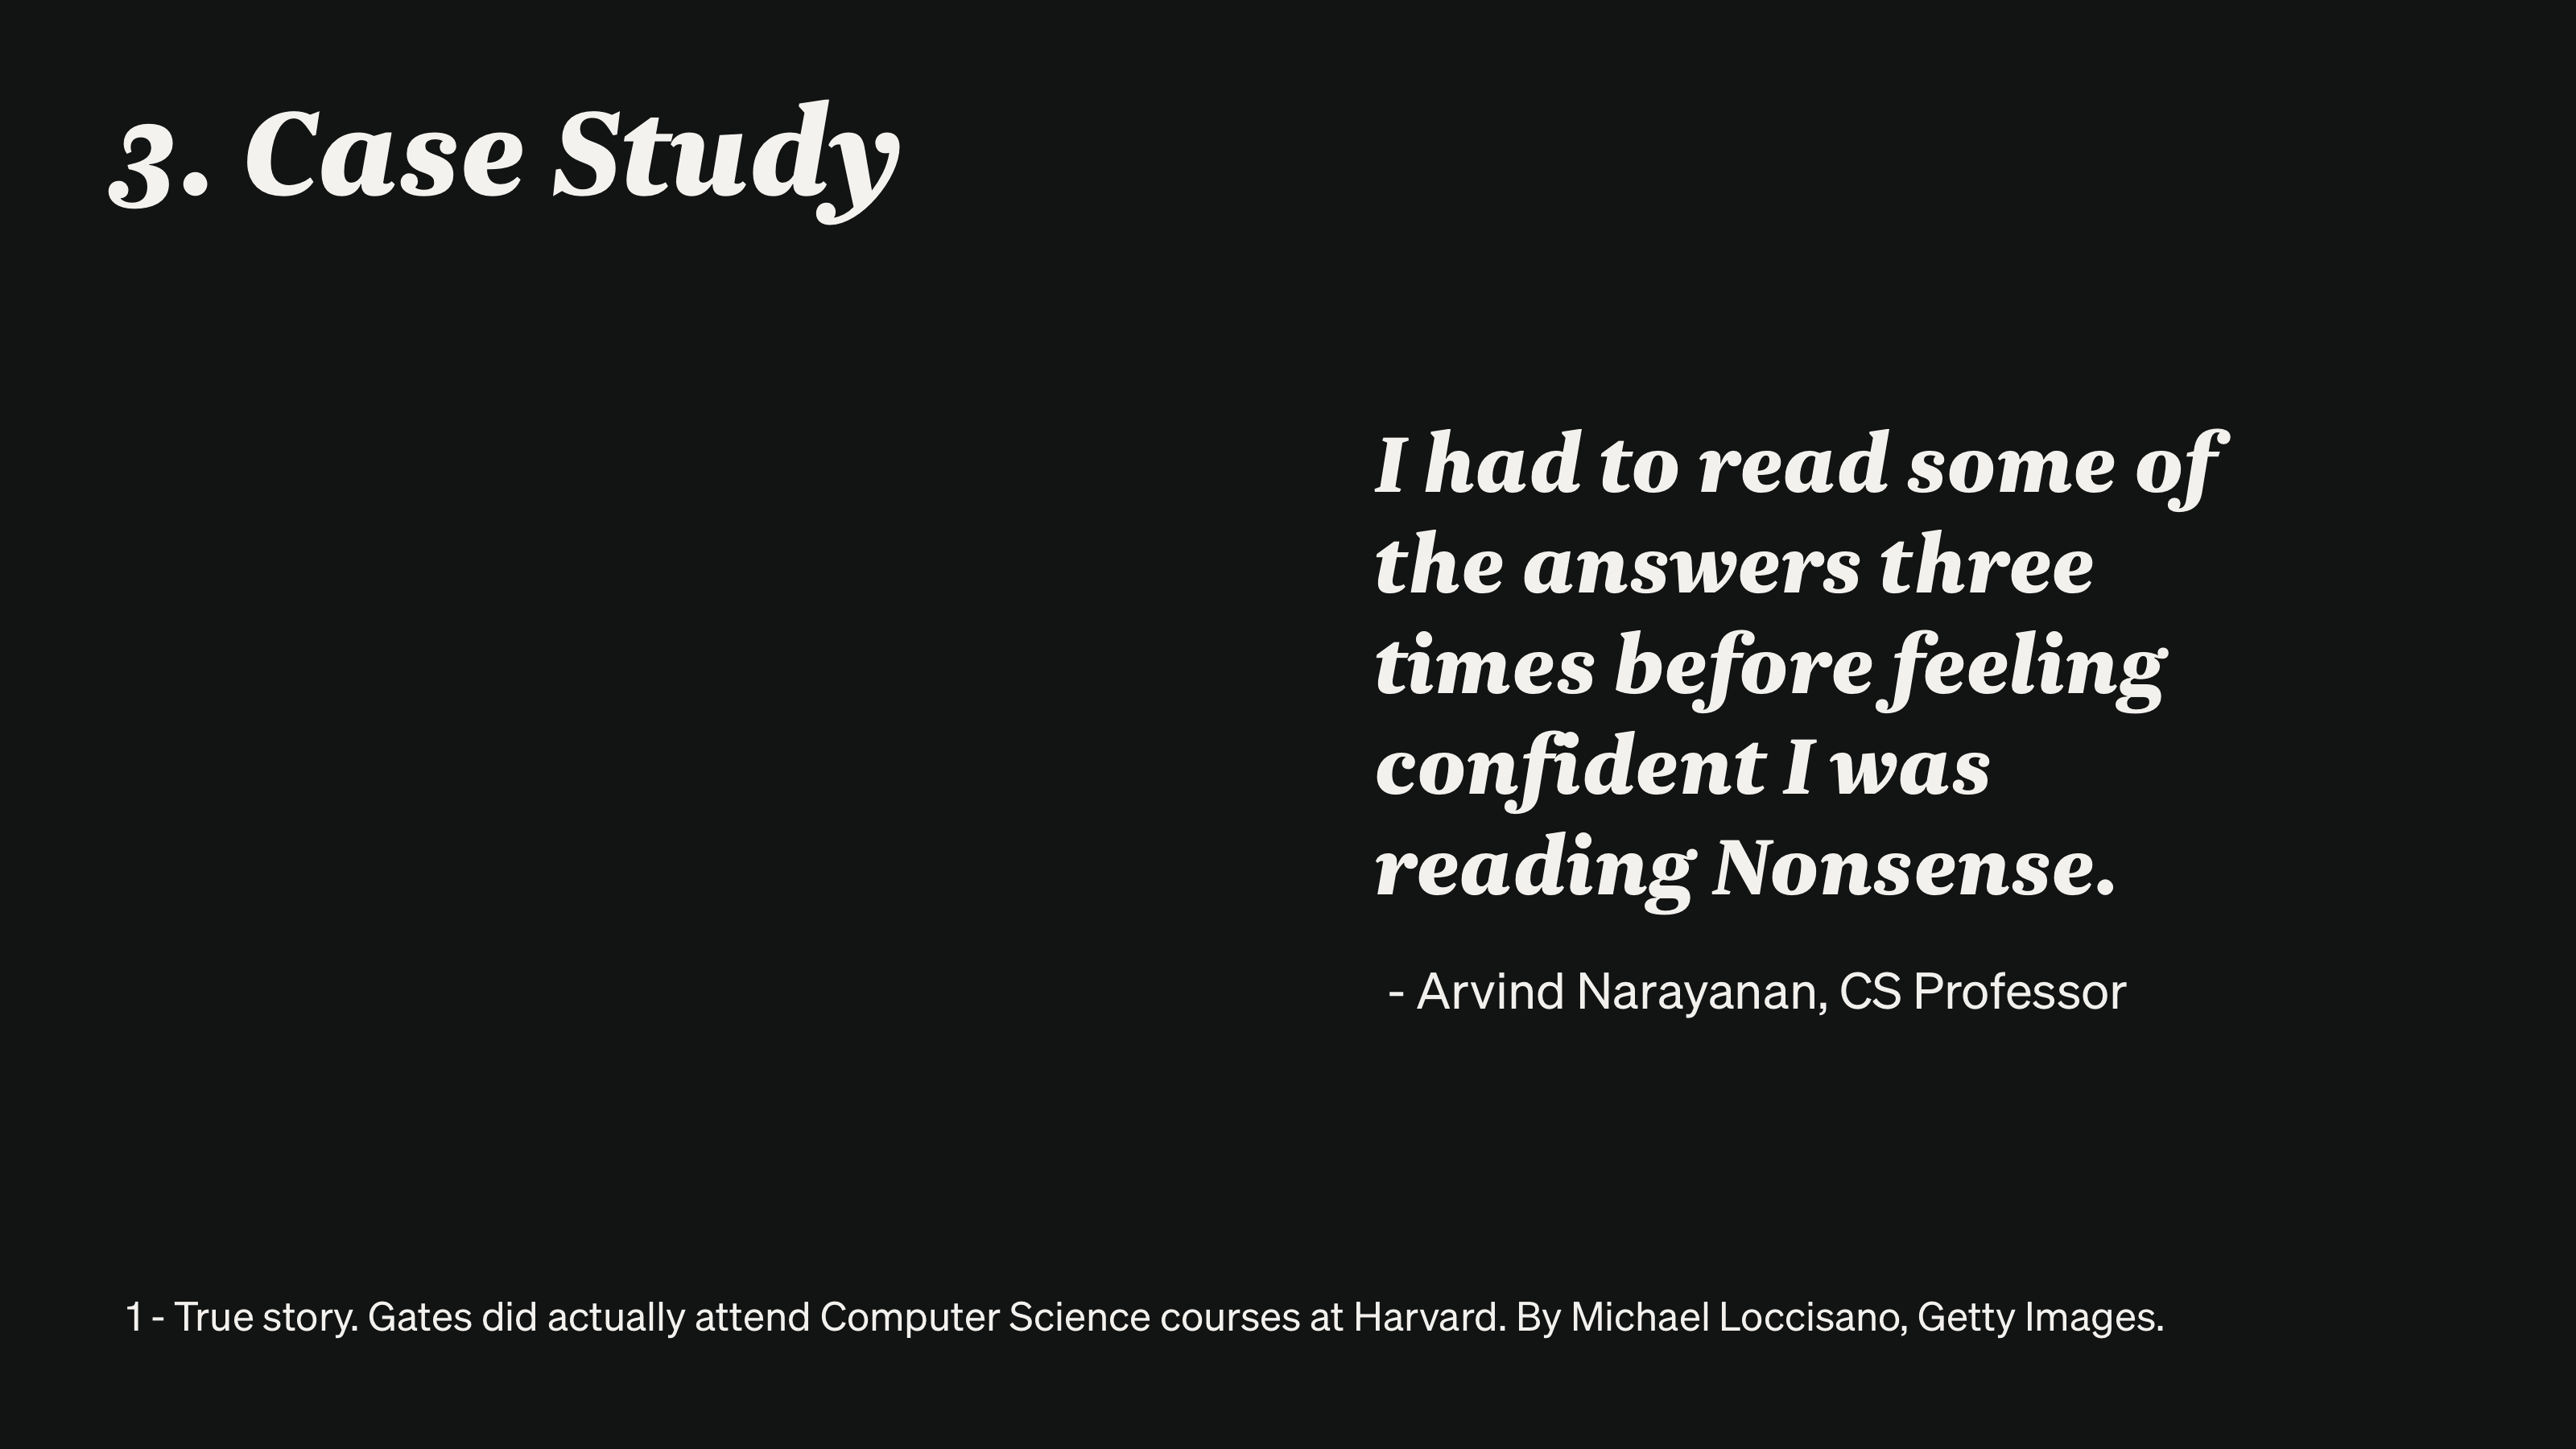 3. Case Study
I had to read some of
the answers three
times before feeling
confident I was
reading Nonsense.
- Arvind Narayanan, CS Professor
1 - True story. Gates did actually attend Computer Science courses at Harvard. By Michael Loccisano, Getty Images.